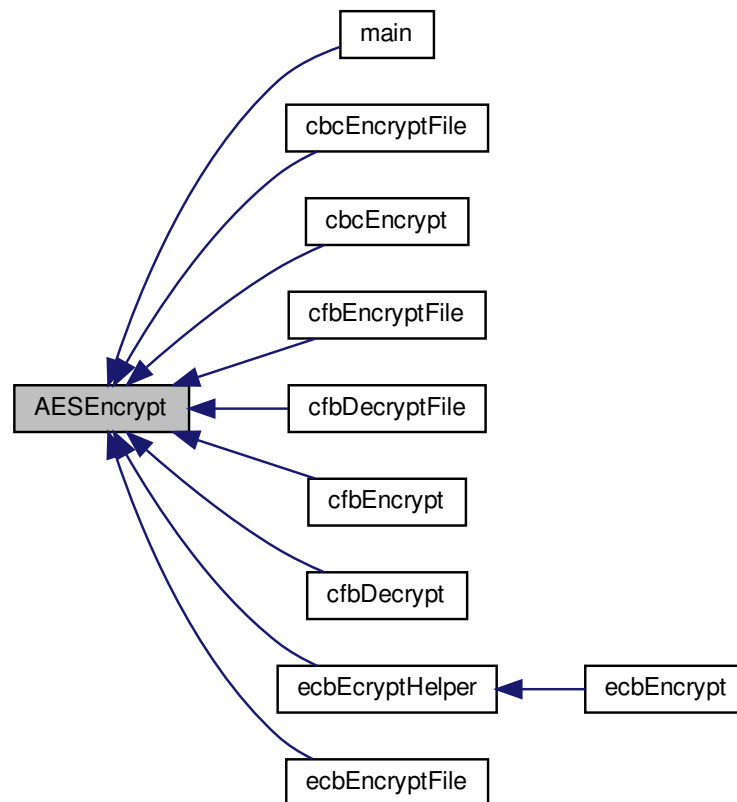 main
cbcEncryptFile
cbcEncrypt
cfbEncryptFile
AESEncrypt
cfbDecryptFile
cfbEncrypt
cfbDecrypt
ecbEcryptHelper
ecbEncrypt
ecbEncryptFile